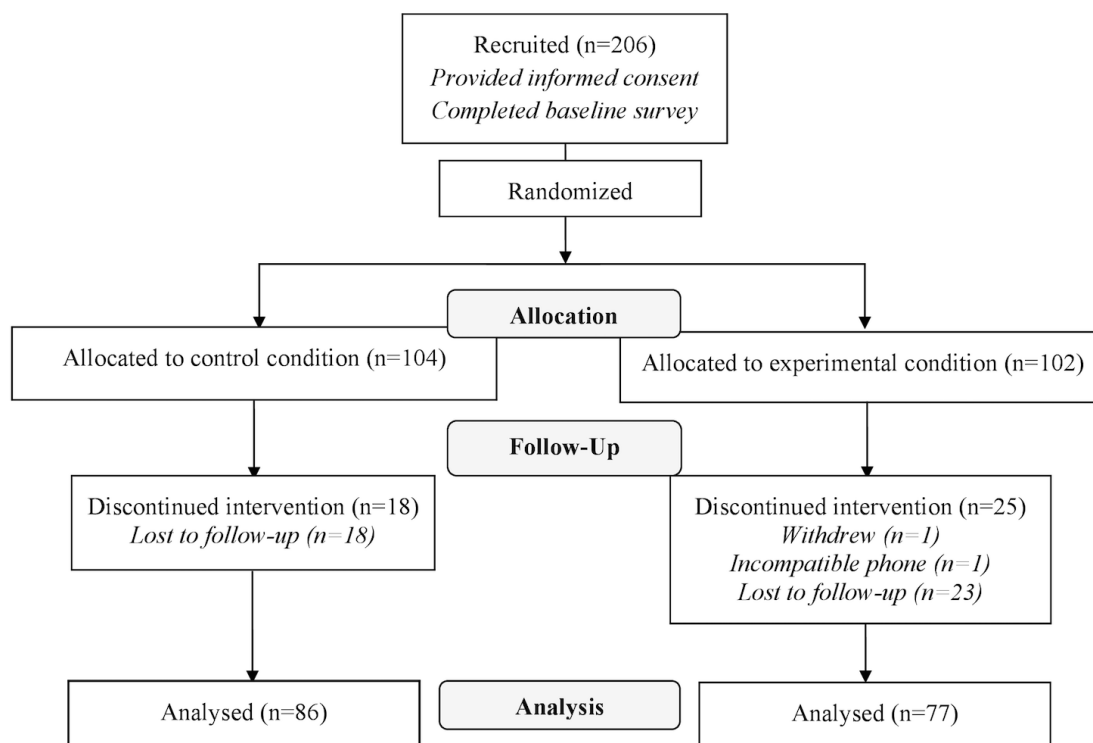 Recruited (n=206)
Provided informed consent
Completed baseline survey
Randomized
Allocation
Allocated to control condition (n=104)
Allocated to experimental condition (n=102)
Follow-Up
Discontinued intervention (n=18)
Lost to follow-up (n=18)
Discontinued intervention (n=25)
Withdrew (n=1)
Incompatible phone (n=1)
Lost to follow-up (n=23)
Analysis
Analysed (n=86)
Analysed (n=77)